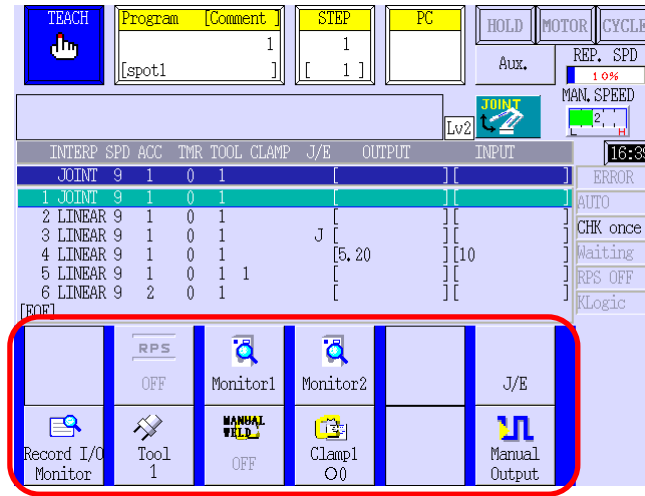 TEACH
Program [Comment ]
1
[spot1 ]
STEP
1
[ 1 ]
PC
HOLD
MOTOR
CYCLE
Aux.
REP. SPD
10%
MAN. SPEED
2
L H
Lv2
JOINT
INTERP SPD ACC TMR TOOL CLAMP J/E OUTPUT INPUT
JOINT 9 1 0 1 [ ][ ]
1 JOINT 9 1 0 1 [ ][ ]
2 LINEAR 9 1 0 1 [ ][ ]
3 LINEAR 9 1 0 1 J [ ][ ]
4 LINEAR 9 1 0 1 [5, 20 ][10 ]
5 LINEAR 9 1 0 1 1 [ ][ ]
6 LINEAR 9 2 0 1 [ ][ ]
[EOF]
16:39
ERROR
AUTO
CHK once
Waiting
RPS OFF
KLogic
RPS
OFF
Monitor1
Monitor2
J/E
Record I/O
Monitor
Tool
1
MANUAL
WELD
OFF
Clamp1
O()
Manual
Output